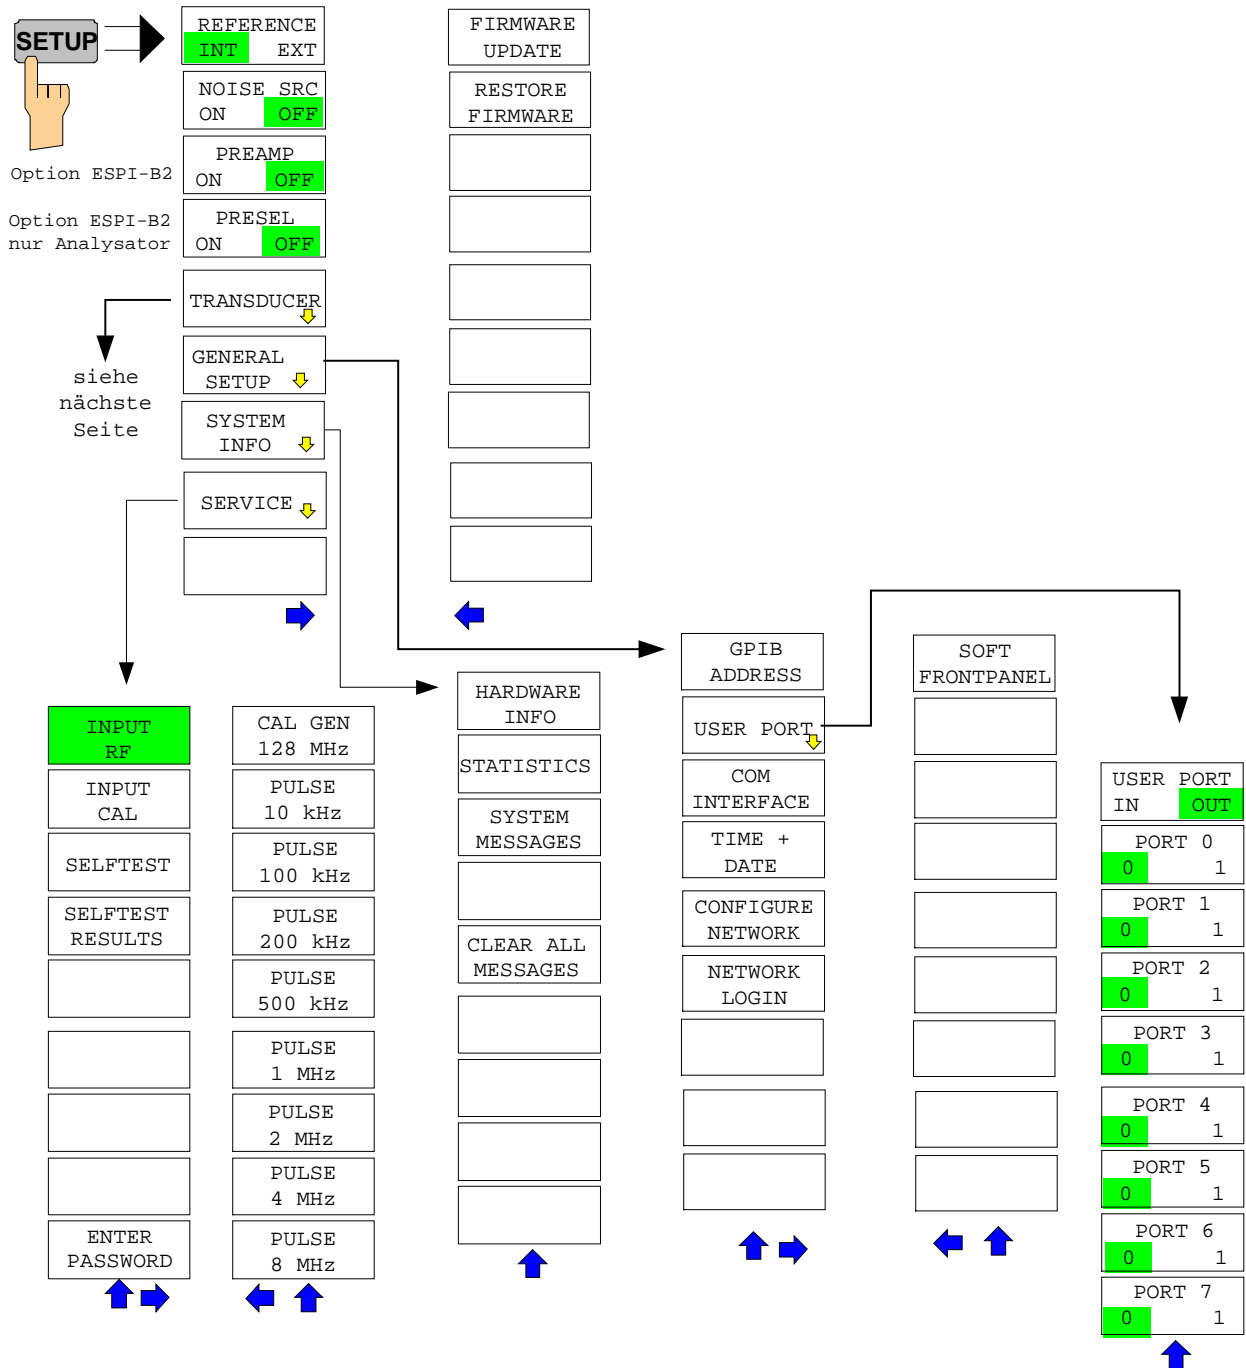 SETUP
REFERENCE
INT EXT
NOISE SRC
ON OFF
Option ESPI-B2
PREAMP
ON OFF
Option ESPI-B2
nur Analysator
PRESEL
ON OFF
TRANSDUCER
siehe
nächste
Seite
GENERAL
SETUP
SYSTEM
INFO
SERVICE
FIRMWARE
UPDATE
RESTORE
FIRMWARE
INPUT
RF
INPUT
CAL
SELFTEST
SELFTEST
RESULTS
ENTER
PASSWORD
CAL GEN
128 MHz
PULSE
10 kHz
PULSE
100 kHz
PULSE
200 kHz
PULSE
500 kHz
PULSE
1 MHz
PULSE
2 MHz
PULSE
4 MHz
PULSE
8 MHz
HARDWARE
INFO
STATISTICS
SYSTEM
MESSAGES
CLEAR ALL
MESSAGES
GPIB
ADDRESS
USER PORT
COM
INTERFACE
TIME +
DATE
CONFIGURE
NETWORK
NETWORK
LOGIN
SOFT
FRONTPANEL
USER PORT
IN OUT
PORT 0
0 1
PORT 1
0 1
PORT 2
0 1
PORT 3
0 1
PORT 4
0 1
PORT 5
0 1
PORT 6
0 1
PORT 7
0 1